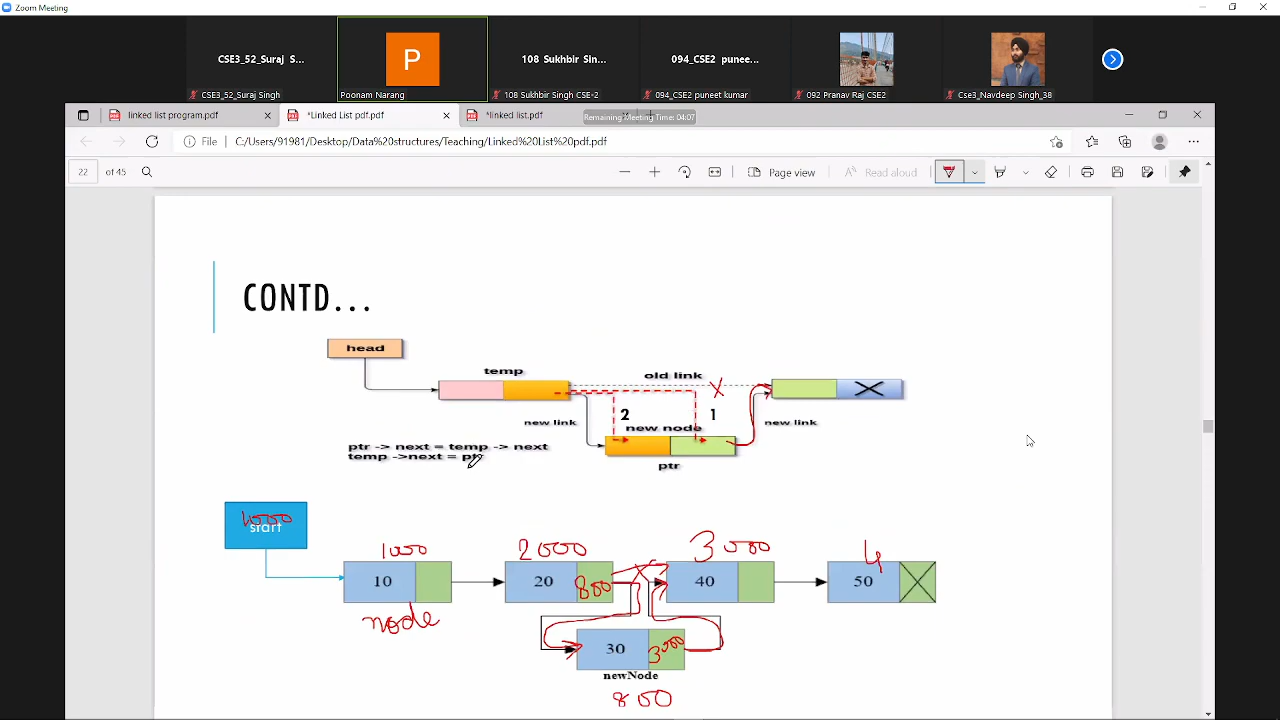 Zoom Meeting
CSE3_52_Suraj S...
P
108 Sukhbir Sin...
094_CSE2 punee...
CSE3_52_Suraj Singh
Poonam Narang
108 Sukhbir Singh CSE-2
094_CSE2 puneet kumar
092 Pranav Raj CSE2
Cse3_Navdeep Singh_38
linked list program.pdf
*Linked List pdf.pdf
*linked list.pdf
Remaining Meeting Time: 04:07
File
C:/Users/91981/Desktop/Data%20structures/Teaching/Linked%20List%20pdf.pdf
22
of 45
Page view
Read aloud
CONTD...
head
temp
old link
new link
2
1
new node
new link
ptr -> next = temp -> next
temp ->next = ptr
ptr
start
1000
2000
3000
4
10
20
800
40
50
node
30
3000
newNode
800